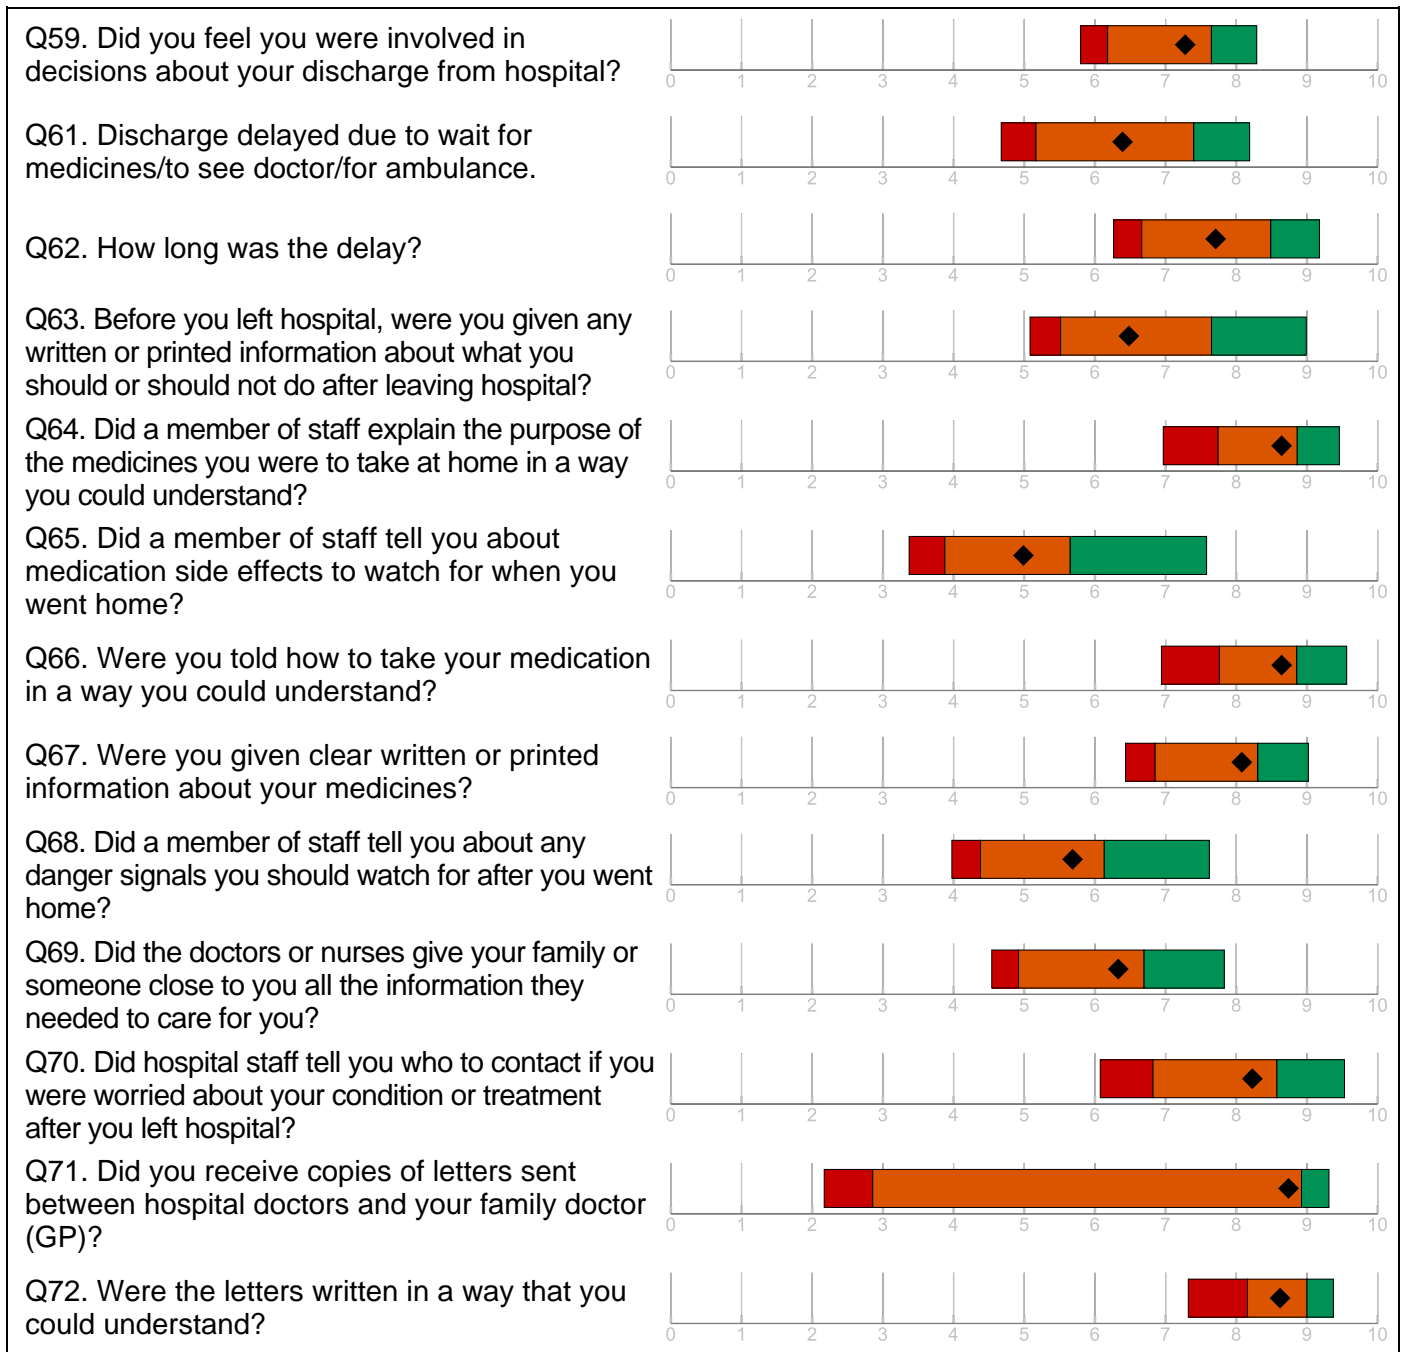 Q59. Did you feel you were involved in
decisions about your discharge from hospital?
0 1 2 3 4 5 6 7 8 9 10
Q61. Discharge delayed due to wait for
medicines/to see doctor/for ambulance.
0 1 2 3 4 5 6 7 8 9 10
Q62. How long was the delay?
0 1 2 3 4 5 6 7 8 9 10
Q63. Before you left hospital, were you given any
written or printed information about what you
should or should not do after leaving hospital?
0 1 2 3 4 5 6 7 8 9 10
Q64. Did a member of staff explain the purpose of
the medicines you were to take at home in a way
you could understand?
0 1 2 3 4 5 6 7 8 9 10
Q65. Did a member of staff tell you about
medication side effects to watch for when you
went home?
0 1 2 3 4 5 6 7 8 9 10
Q66. Were you told how to take your medication
in a way you could understand?
0 1 2 3 4 5 6 7 8 9 10
Q67. Were you given clear written or printed
information about your medicines?
0 1 2 3 4 5 6 7 8 9 10
Q68. Did a member of staff tell you about any
danger signals you should watch for after you went
home?
0 1 2 3 4 5 6 7 8 9 10
Q69. Did the doctors or nurses give your family or
someone close to you all the information they
needed to care for you?
0 1 2 3 4 5 6 7 8 9 10
Q70. Did hospital staff tell you who to contact if you
were worried about your condition or treatment
after you left hospital?
0 1 2 3 4 5 6 7 8 9 10
Q71. Did you receive copies of letters sent
between hospital doctors and your family doctor
(GP)?
0 1 2 3 4 5 6 7 8 9 10
Q72. Were the letters written in a way that you
could understand?
0 1 2 3 4 5 6 7 8 9 10